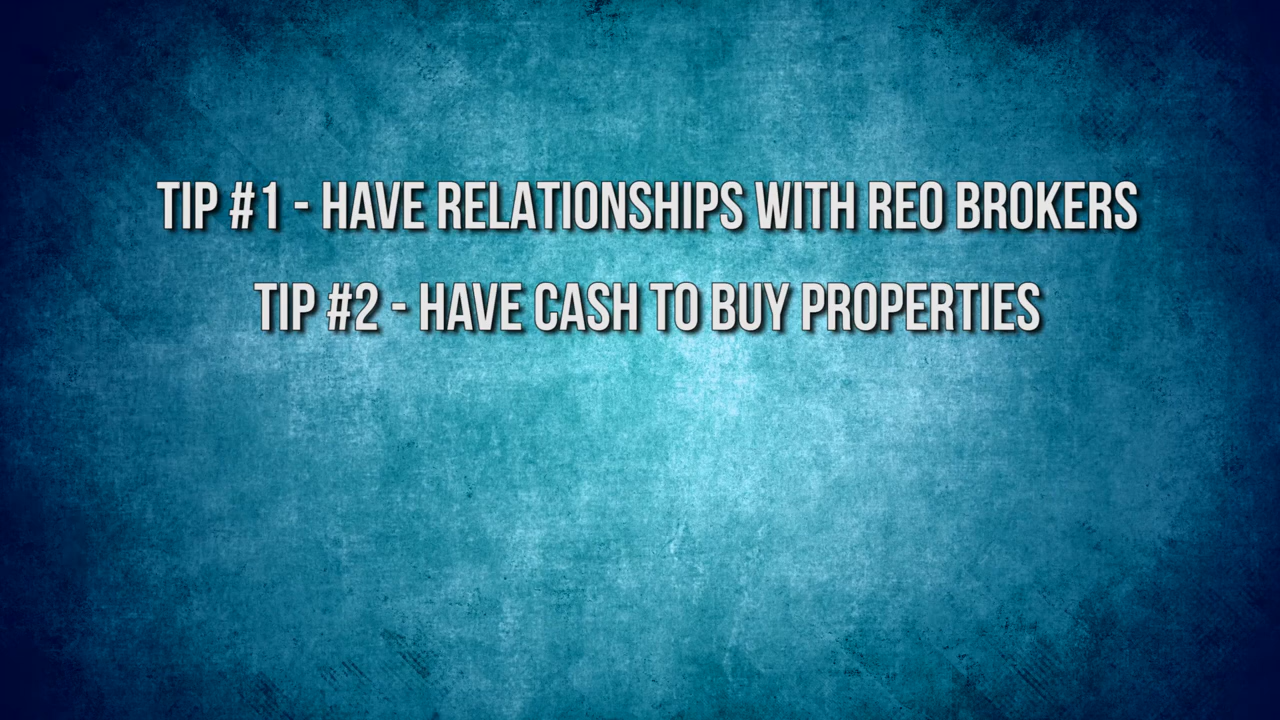 TIP #1 - HAVE RELATIONSHIPS WITH REO BROKERS
TIP #2 - HAVE CASH TO BUY PROPERTIES